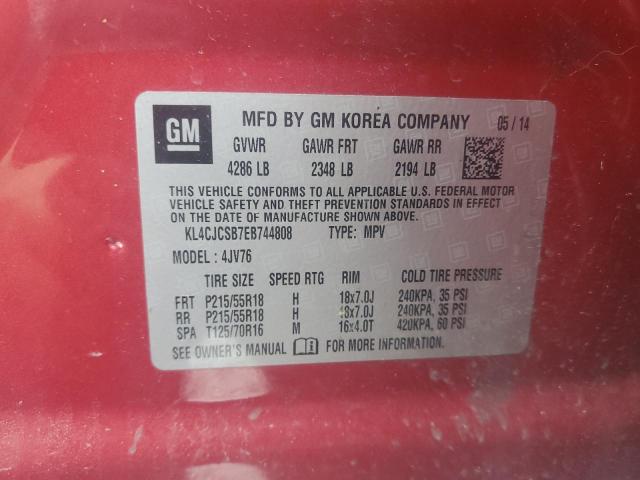 GM MFD BY GM KOREA COMPANY 05/14
GVWR GAWR FRT GAWR RR
4286 LB 2348 LB 2194 LB
THIS VEHICLE CONFORMS TO ALL APPLICABLE U.S. FEDERAL MOTOR
VEHICLE SAFETY AND THEFT PREVENTION STANDARDS IN EFFECT
ON THE DATE OF MANUFACTURE SHOWN ABOVE.
KL4CJCSB7EB744808 TYPE: MPV
MODEL : 4JV76
TIRE SIZE SPEED RTG RIM COLD TIRE PRESSURE
FRT P215/55R18 H 18x7.0J 240KPA, 35 PSI
RR P215/55R18 H 18x7.0J 240KPA, 35 PSI
SPA T125/70R16 M 16x4.0T 420KPA, 60 PSI
SEE OWNER'S MANUAL FOR MORE INFORMATION.